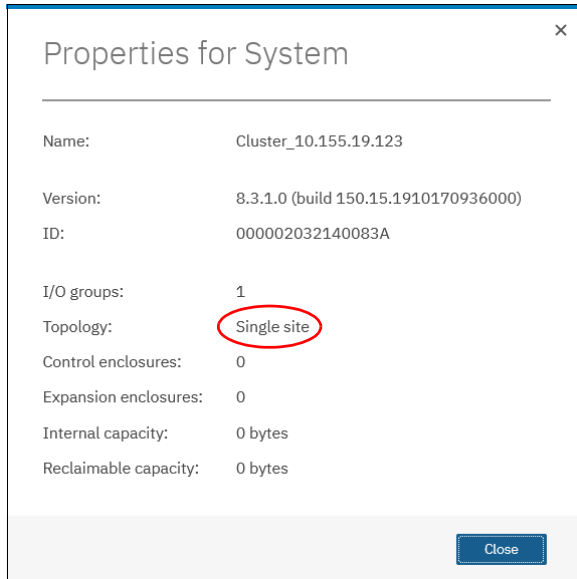 Properties for System
Name: Cluster_10.155.19.123
Version: 8.3.1.0 (build 150.15.1910170936000)
ID: 000002032140083A
I/O groups: 1
Topology: Single site
Control enclosures: 0
Expansion enclosures: 0
Internal capacity: 0 bytes
Reclaimable capacity: 0 bytes
Close